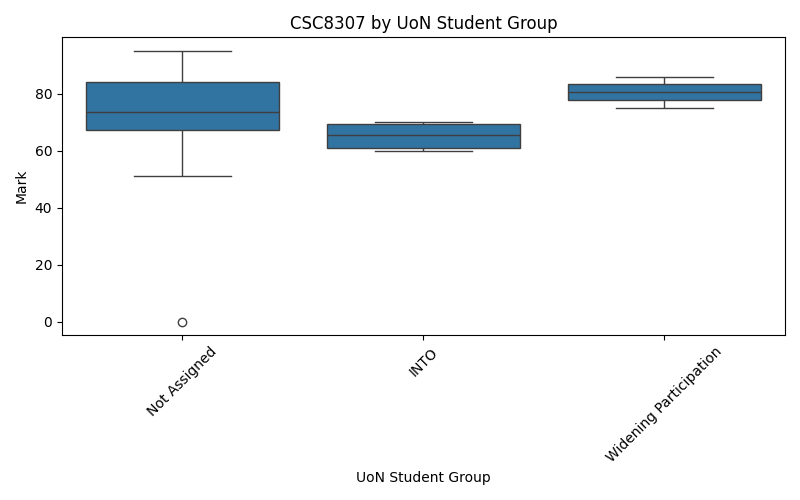 CSC8307 by UoN Student Group
Mark
80
60
40
20
0
Not Assigned
INTO
Widening Participation
UoN Student Group